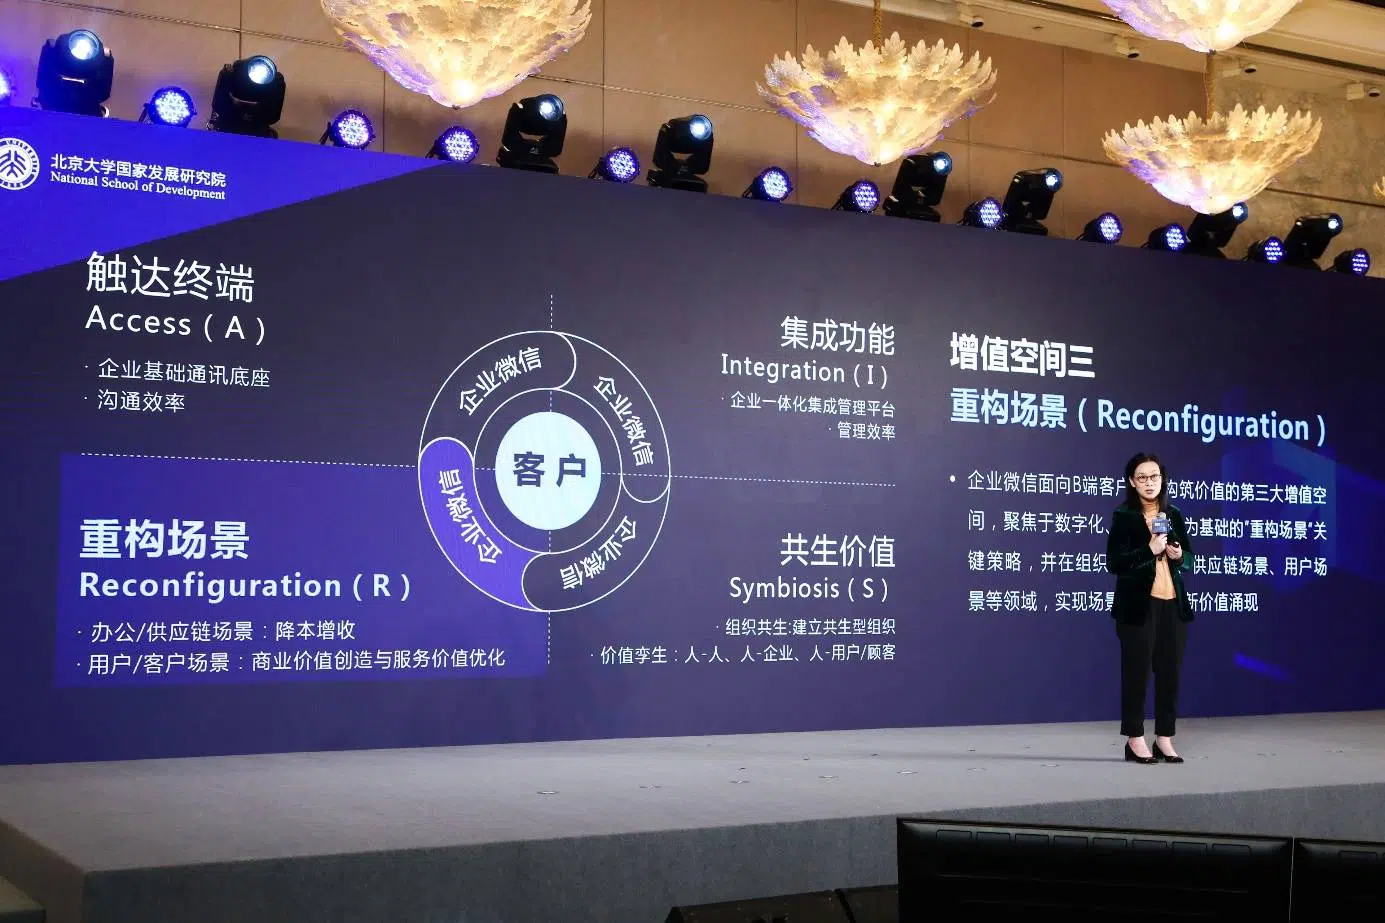 北京大学国家发展研究院
National School of Development
触达终端
Access（A）
· 企业基础通讯底座
· 沟通效率
集成功能
Integration（I）
· 企业一体化集成管理平台
· 管理效率
企业微信
企业微信
企业微信
企业微信
客户
重构场景
Reconfiguration（R）
· 办公/供应链场景：降本增收
· 用户/客户场景：商业价值创造与服务价值优化
共生价值
Symbiosis（S）
· 组织共生:建立共生型组织
· 价值孪生：人-人、人-企业、人-用户/顾客
增值空间三
重构场景（Reconfiguration）
• 企业微信面向B端客户 构筑价值的第三大增值空
间，聚焦于数字化、 为基础的"重构场景"关
键策略，并在组织 供应链场景、用户场
景等领域，实现场 新价值涌现